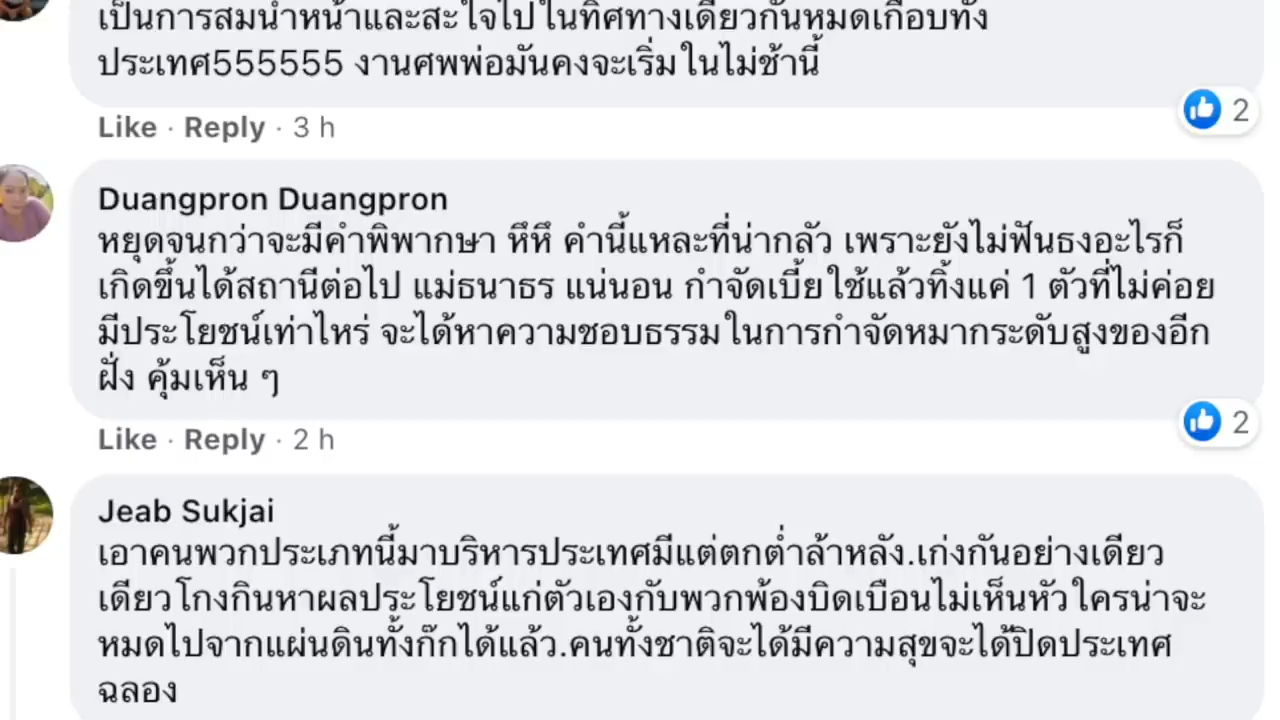 เป็นการสมน้ำหน้าและสะใจไปในทิศทางเดียวกันหมดเกือบทั้ง
ประเทศ555555 งานศพพ่อมันคงจะเริ่มในไม่ช้านี้
2
Like · Reply · 3 h
Duangpron Duangpron
หยุดจนกว่าจะมีคำพิพากษา หึหึ คำนี้แหละที่น่ากลัว เพราะยังไม่ฟันธงอะไรก็
เกิดขึ้นได้สถานีต่อไป แม่ธนาธร แน่นอน กำจัดเบี้ยใช้แล้วทิ้งแค่ 1 ตัวที่ไม่ค่อย
มีประโยชน์เท่าไหร่ จะได้หาความชอบธรรมในการกำจัดหมากระดับสูงของอีก
ฝั่ง คุ้มเห็น ๆ
2
Like · Reply · 2 h
Jeab Sukjai
เอาคนพวกประเภทนี้มาบริหารประเทศมีแต่ตกต่ำล้าหลัง.เก่งกันอย่างเดียว
เดียวโกงกินหาผลประโยชน์แก่ตัวเองกับพวกพ้องบิดเบือนไม่เห็นหัวใครน่าจะ
หมดไปจากแผ่นดินทั้งก๊กได้แล้ว.คนทั้งชาติจะได้มีความสุขจะได้ปิดประเทศ
ฉลอง